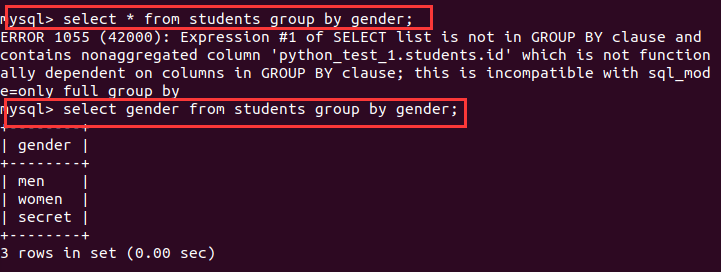 mysql> select * from students group by gender;
ERROR 1055 (42000): Expression #1 of SELECT list is not in GROUP BY clause and
contains nonaggregated column 'python_test_1.students.id' which is not function
ally dependent on columns in GROUP BY clause; this is incompatible with sql_mod
e=only_full_group_by
mysql> select gender from students group by gender;
+--------+
| gender |
+--------+
| men    |
| women  |
| secret |
+--------+
3 rows in set (0.00 sec)